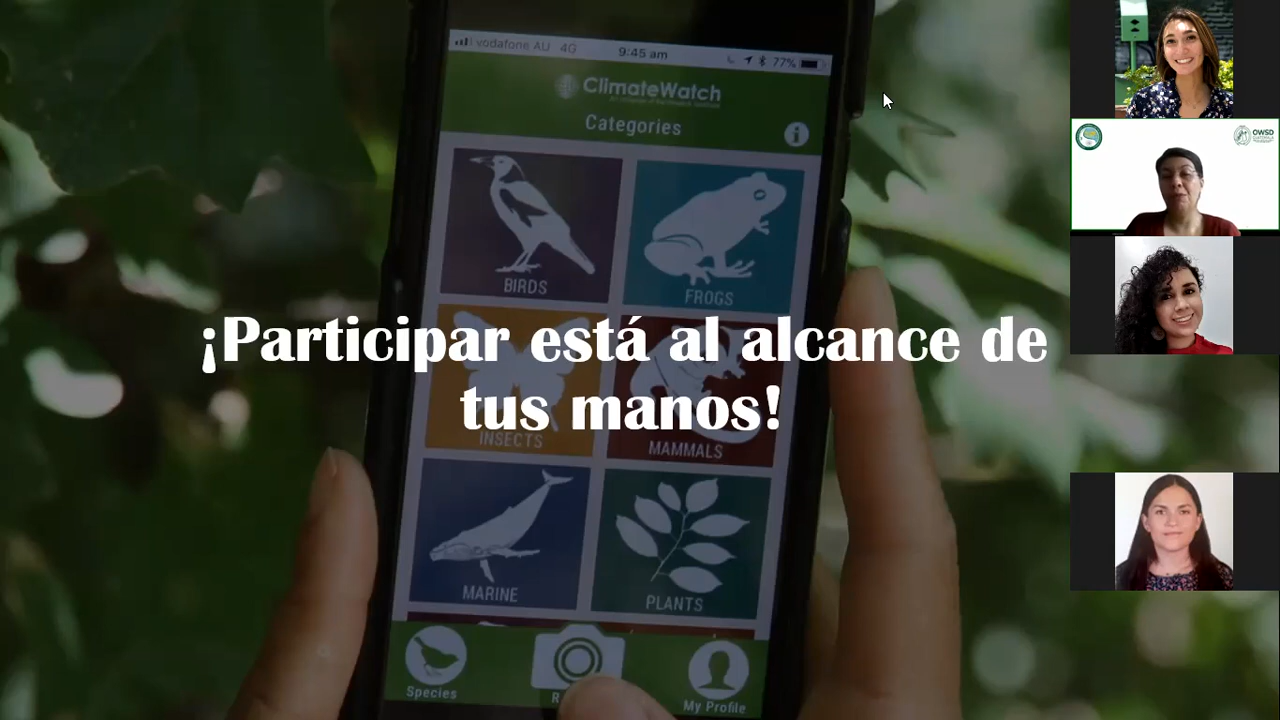 vodafone AU 4G 9:45 am 77%
ClimateWatch
Categories
BIRDS
FROGS
¡Participar está al alcance de
tus manos!
INSECTS
MAMMALS
MARINE
PLANTS
Species
My Profile
OWSD